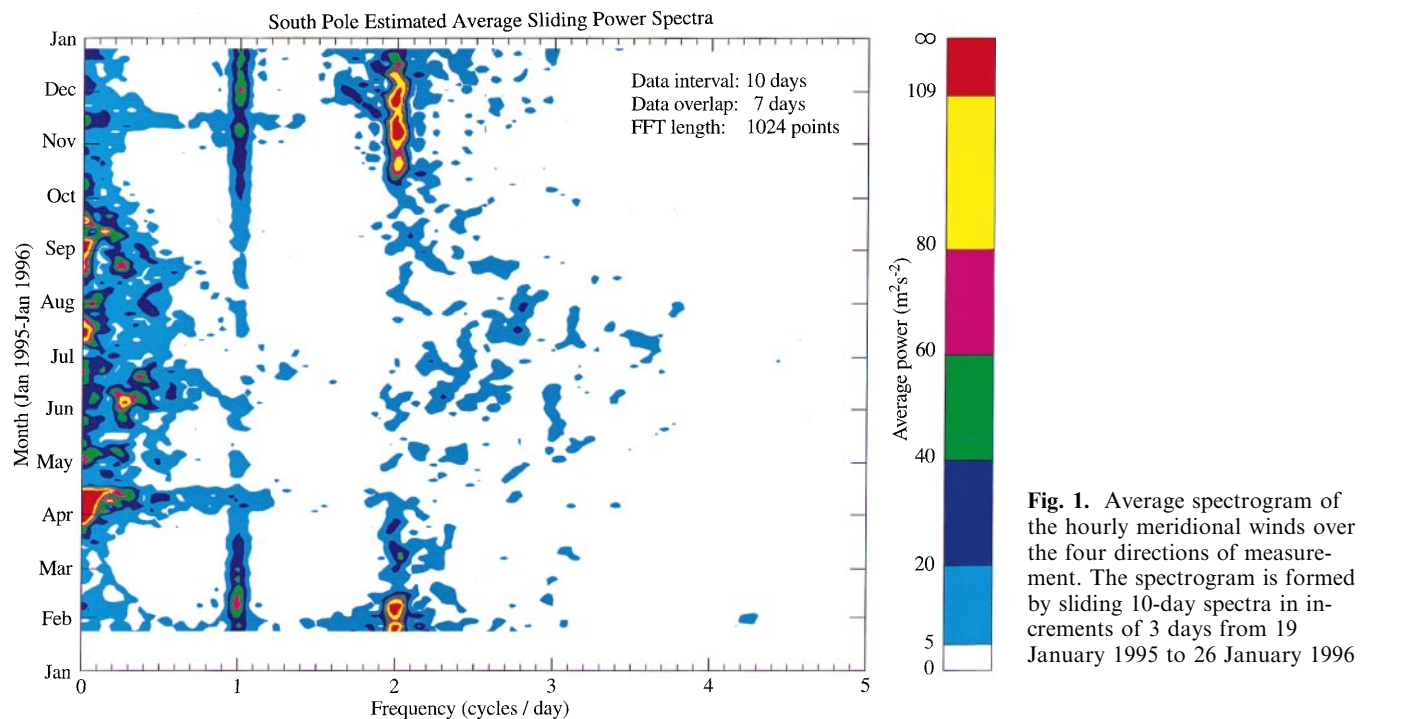 South Pole Estimated Average Sliding Power Spectra
Jan
Dec
Nov
Oct
Sep
Aug
Jul
Jun
May
Apr
Mar
Feb
Jan
Month (Jan 1995-Jan 1996)
Data interval: 10 days
Data overlap: 7 days
FFT length: 1024 points
0 1 2 3 4 5
Frequency (cycles / day)
∞
109
80
60
40
20
5
0
Average power (m²s⁻²)
Fig. 1. Average spectrogram of
the hourly meridional winds over
the four directions of measure-
ment. The spectrogram is formed
by sliding 10-day spectra in in-
crements of 3 days from 19
January 1995 to 26 January 1996